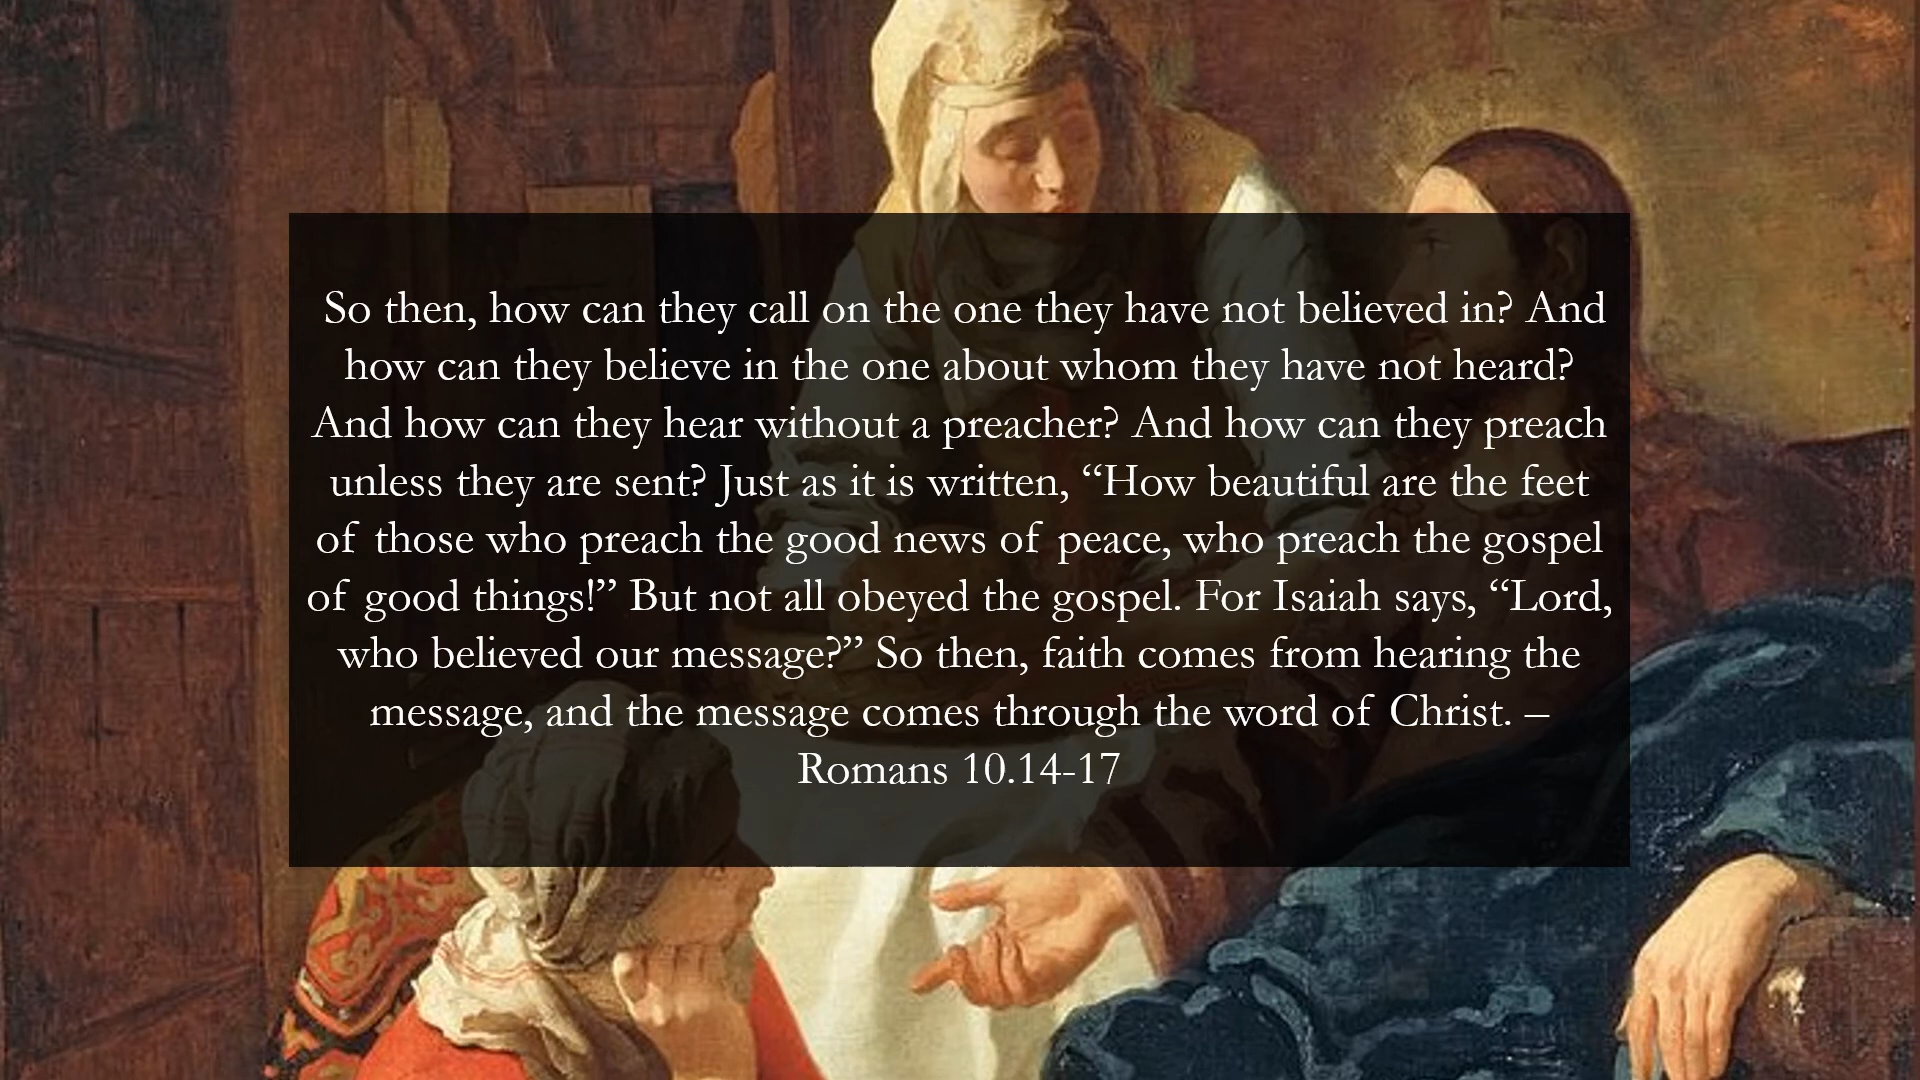 So then, how can they call on the one they have not believed in? And
how can they believe in the one about whom they have not heard?
And how can they hear without a preacher? And how can they preach
unless they are sent? Just as it is written, “How beautiful are the feet
of those who preach the good news of peace, who preach the gospel
of good things!” But not all obeyed the gospel. For Isaiah says, “Lord,
who believed our message?” So then, faith comes from hearing the
message, and the message comes through the word of Christ. –
Romans 10.14-17